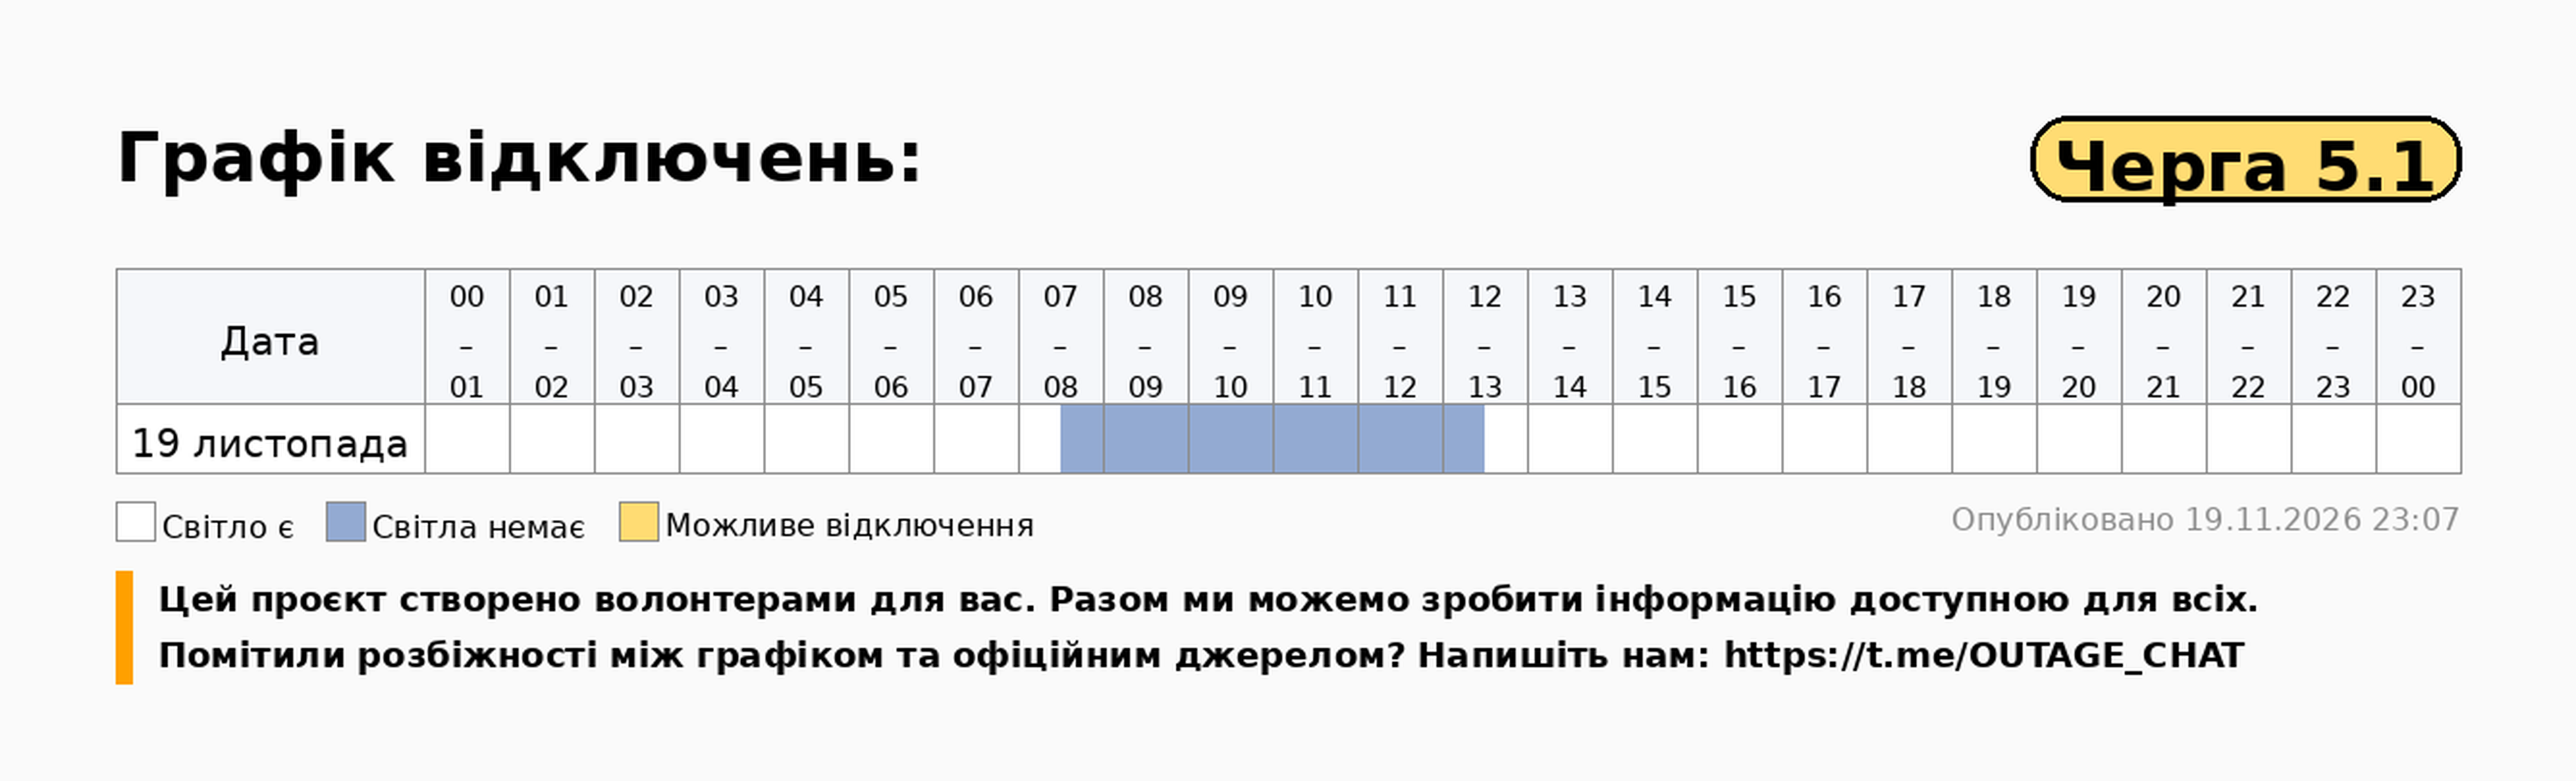 Графік відключень:
Черга 5.1
Дата
00 – 01
01 – 02
02 – 03
03 – 04
04 – 05
05 – 06
06 – 07
07 – 08
08 – 09
09 – 10
10 – 11
11 – 12
12 – 13
13 – 14
14 – 15
15 – 16
16 – 17
17 – 18
18 – 19
19 – 20
20 – 21
21 – 22
22 – 23
23 – 00
19 листопада
Світло є
Світла немає
Можливе відключення
Опубліковано 19.11.2026 23:07
Цей проєкт створено волонтерами для вас. Разом ми можемо зробити інформацію доступною для всіх.
Помітили розбіжності між графіком та офіційним джерелом? Напишіть нам: https://t.me/OUTAGE_CHAT